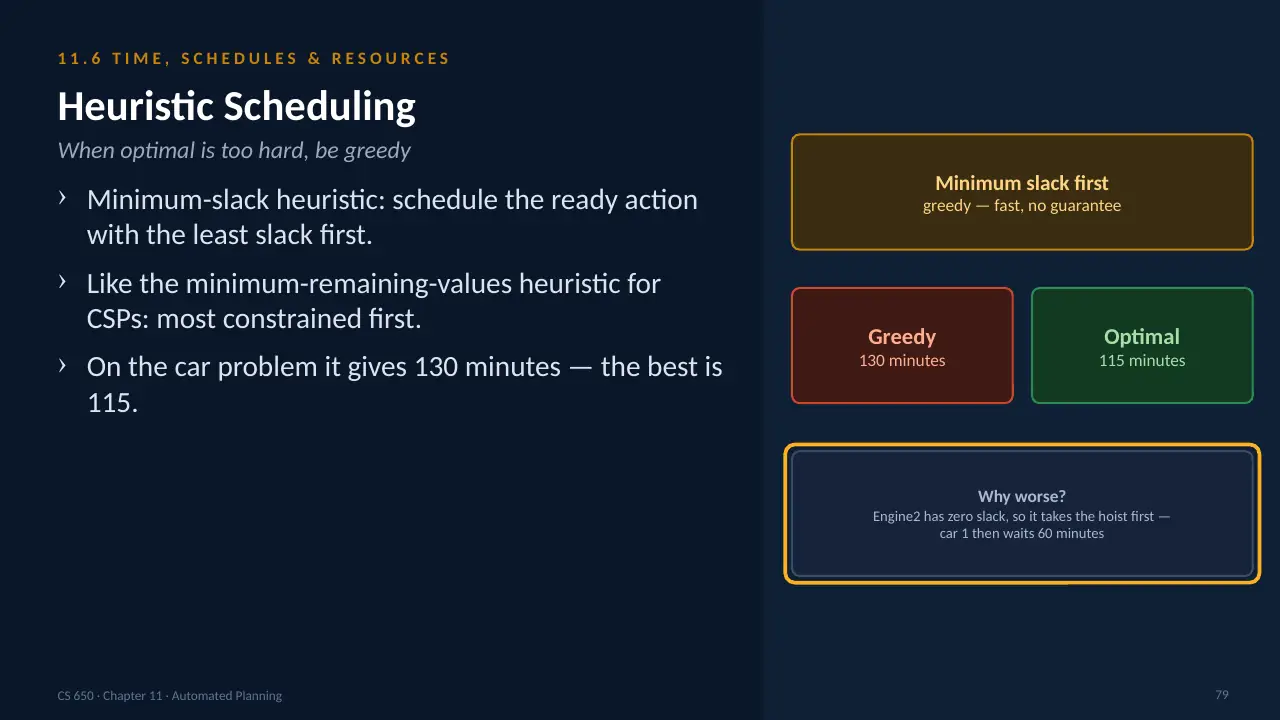 11.6 TIME, SCHEDULES & RESOURCES
Heuristic Scheduling
When optimal is too hard, be greedy
› Minimum-slack heuristic: schedule the ready action
with the least slack first.
› Like the minimum-remaining-values heuristic for
CSPs: most constrained first.
› On the car problem it gives 130 minutes — the best is
115.
Minimum slack first
greedy — fast, no guarantee
Greedy
130 minutes
Optimal
115 minutes
Why worse?
Engine2 has zero slack, so it takes the hoist first —
car 1 then waits 60 minutes
CS 650 · Chapter 11 · Automated Planning
79